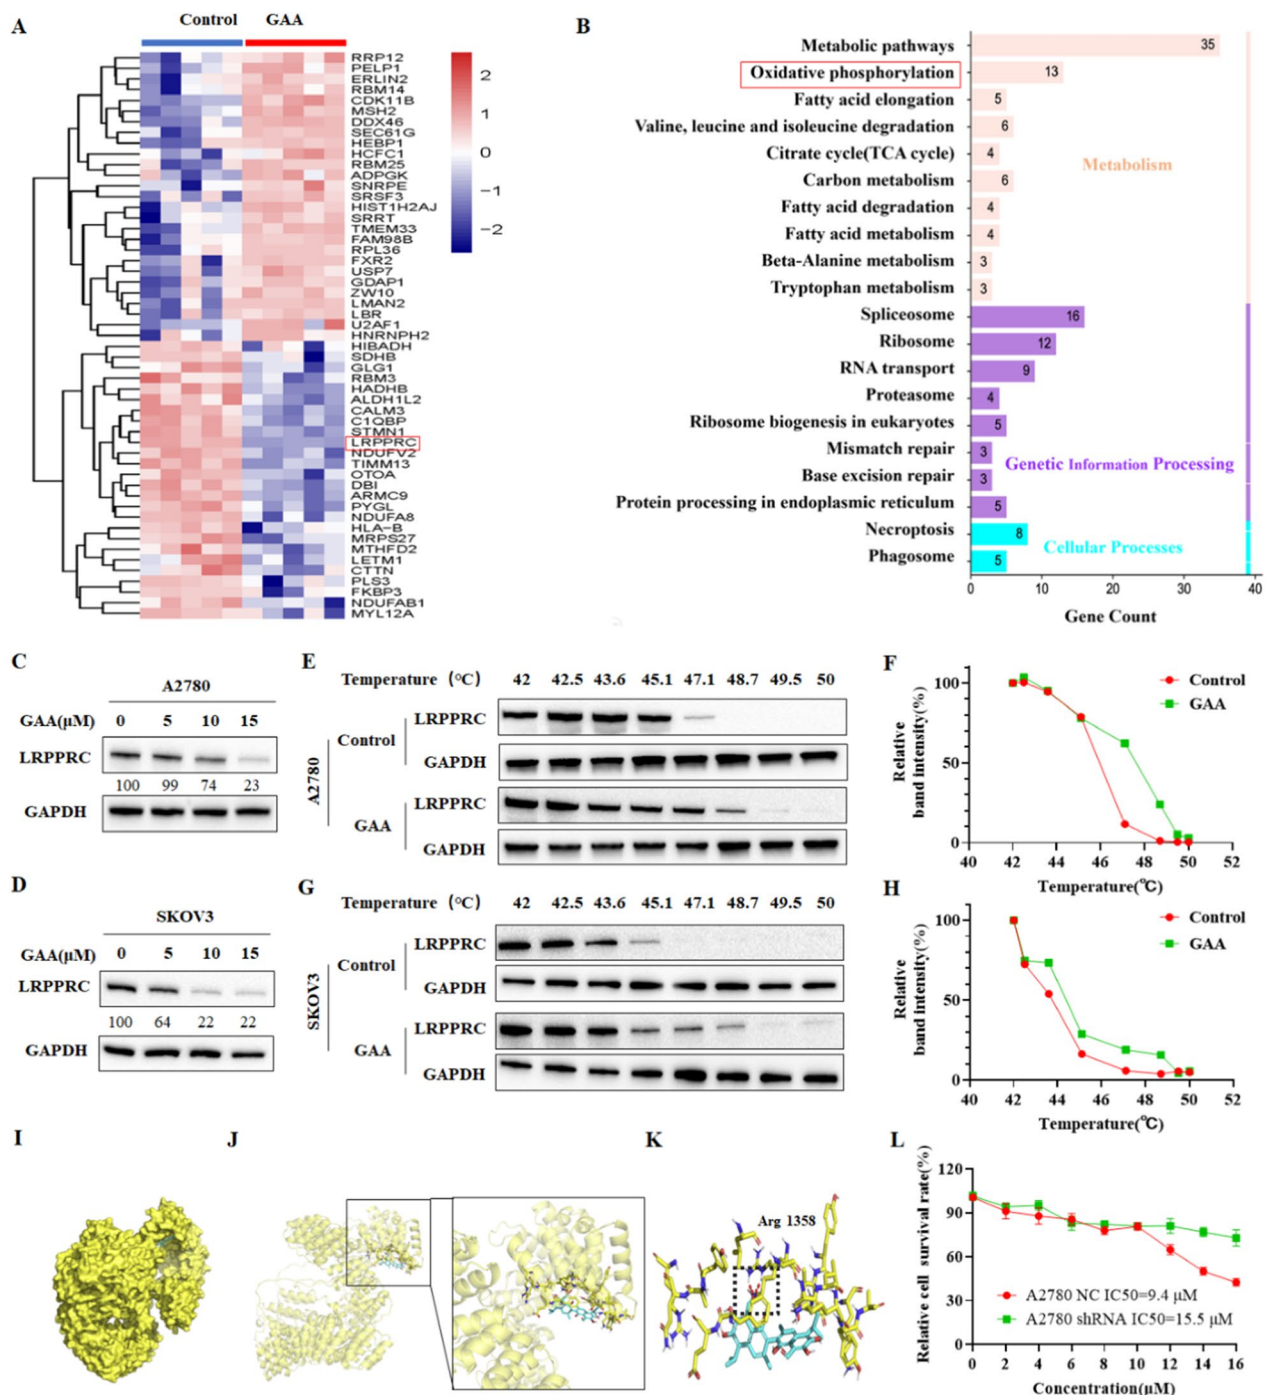 A
Control GAA
RRP12
PELP1
ERLIN2
RBM14
CDK11B
MSH2
DDX46
SEC61G
HEBP1
HCFC1
RBM25
ADPGK
SNRPE
SRSF3
HIST1H2AJ
SRRT
TMEM33
FAM98B
RPL36
FXR2
USP7
GDAP1
ZW10
LMAN2
LBR
U2AF1
HNRNPH2
HIBADH
SDHB
GLG1
RBM3
HADHB
ALDH1L2
CALM3
C1QBP
STMN1
LRPPRC
NDUFV2
TIMM13
OTOA
DBI
ARMC9
PYGL
NDUFA8
HLA-B
MRPS27
MTHFD2
LETM1
CTTN
PLS3
FKBP3
NDUFAB1
MYL12A
2
1
0
−1
−2
B
Metabolic pathways 35
Oxidative phosphorylation 13
Fatty acid elongation 5
Valine, leucine and isoleucine degradation 6
Citrate cycle(TCA cycle) 4
Carbon metabolism 6
Fatty acid degradation 4
Fatty acid metabolism 4
Beta-Alanine metabolism 3
Tryptophan metabolism 3
Spliceosome 16
Ribosome 12
RNA transport 9
Proteasome 4
Ribosome biogenesis in eukaryotes 5
Mismatch repair 3
Base excision repair 3
Protein processing in endoplasmic reticulum 5
Necroptosis 8
Phagosome 5
Metabolism
Genetic Information Processing
Cellular Processes
0 10 20 30 40
Gene Count
C
A2780
GAA(μM) 0 5 10 15
LRPPRC
100 99 74 23
GAPDH
D
SKOV3
GAA(μM) 0 5 10 15
LRPPRC
100 64 22 22
GAPDH
E
Temperature (°C) 42 42.5 43.6 45.1 47.1 48.7 49.5 50
A2780
Control
LRPPRC
GAPDH
GAA
LRPPRC
GAPDH
F
Relative
band intensity(%)
100
50
0
40 42 44 46 48 50 52
Temperature(℃)
Control
GAA
G
Temperature (°C) 42 42.5 43.6 45.1 47.1 48.7 49.5 50
SKOV3
Control
LRPPRC
GAPDH
GAA
LRPPRC
GAPDH
H
Relative
band intensity(%)
100
50
0
40 42 44 46 48 50 52
Temperature(℃)
Control
GAA
I
J
K
Arg 1358
L
Relative cell survival rate(%)
120
90
60
30
0
A2780 NC IC50=9.4 μM
A2780 shRNA IC50=15.5 μM
0 2 4 6 8 10 12 14 16
Concentration(μM)